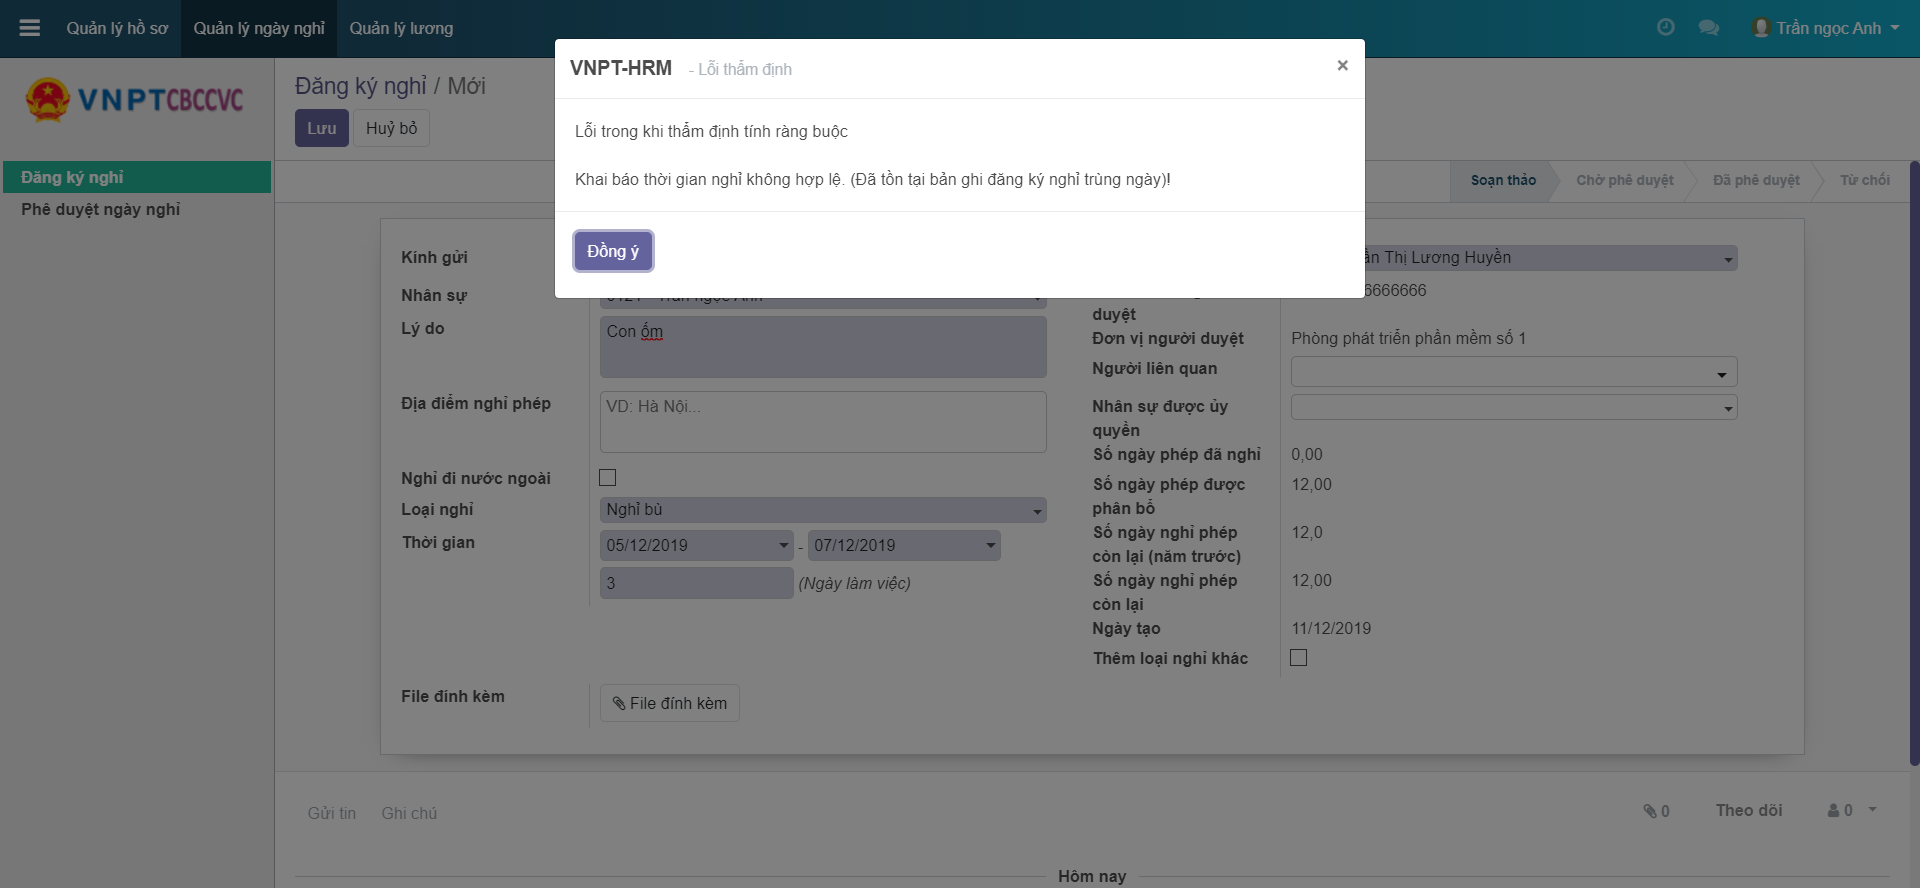 Quản lý hồ sơ
Quản lý ngày nghỉ
Quản lý lương
Trần ngọc Anh
VNPT CBCCVC
Đăng ký nghỉ
Phê duyệt ngày nghỉ
Đăng ký nghỉ / Mới
Lưu
Huỷ bỏ
VNPT-HRM - Lỗi thẩm định
×
Lỗi trong khi thẩm định tính ràng buộc
Khai báo thời gian nghỉ không hợp lệ. (Đã tồn tại bản ghi đăng ký nghỉ trùng ngày)!
Đồng ý
Soạn thảo
Chờ phê duyệt
Đã phê duyệt
Từ chối
Kính gửi
Nhân sự
Lý do
Con ốm
Địa điểm nghỉ phép
VD: Hà Nội...
Nghỉ đi nước ngoài
Loại nghỉ
Nghỉ bù
Thời gian
05/12/2019 - 07/12/2019
3 (Ngày làm việc)
File đính kèm
File đính kèm
Thị Lương Huyền
6666666
duyệt
Đơn vị người duyệt
Phòng phát triển phần mềm số 1
Người liên quan
Nhân sự được ủy
quyền
Số ngày phép đã nghỉ
0,00
Số ngày phép được
phân bổ
12,00
Số ngày nghỉ phép
còn lại (năm trước)
12,0
Số ngày nghỉ phép
còn lại
12,00
Ngày tạo
11/12/2019
Thêm loại nghỉ khác
Gửi tin
Ghi chú
0
Theo dõi
0
Hôm nay